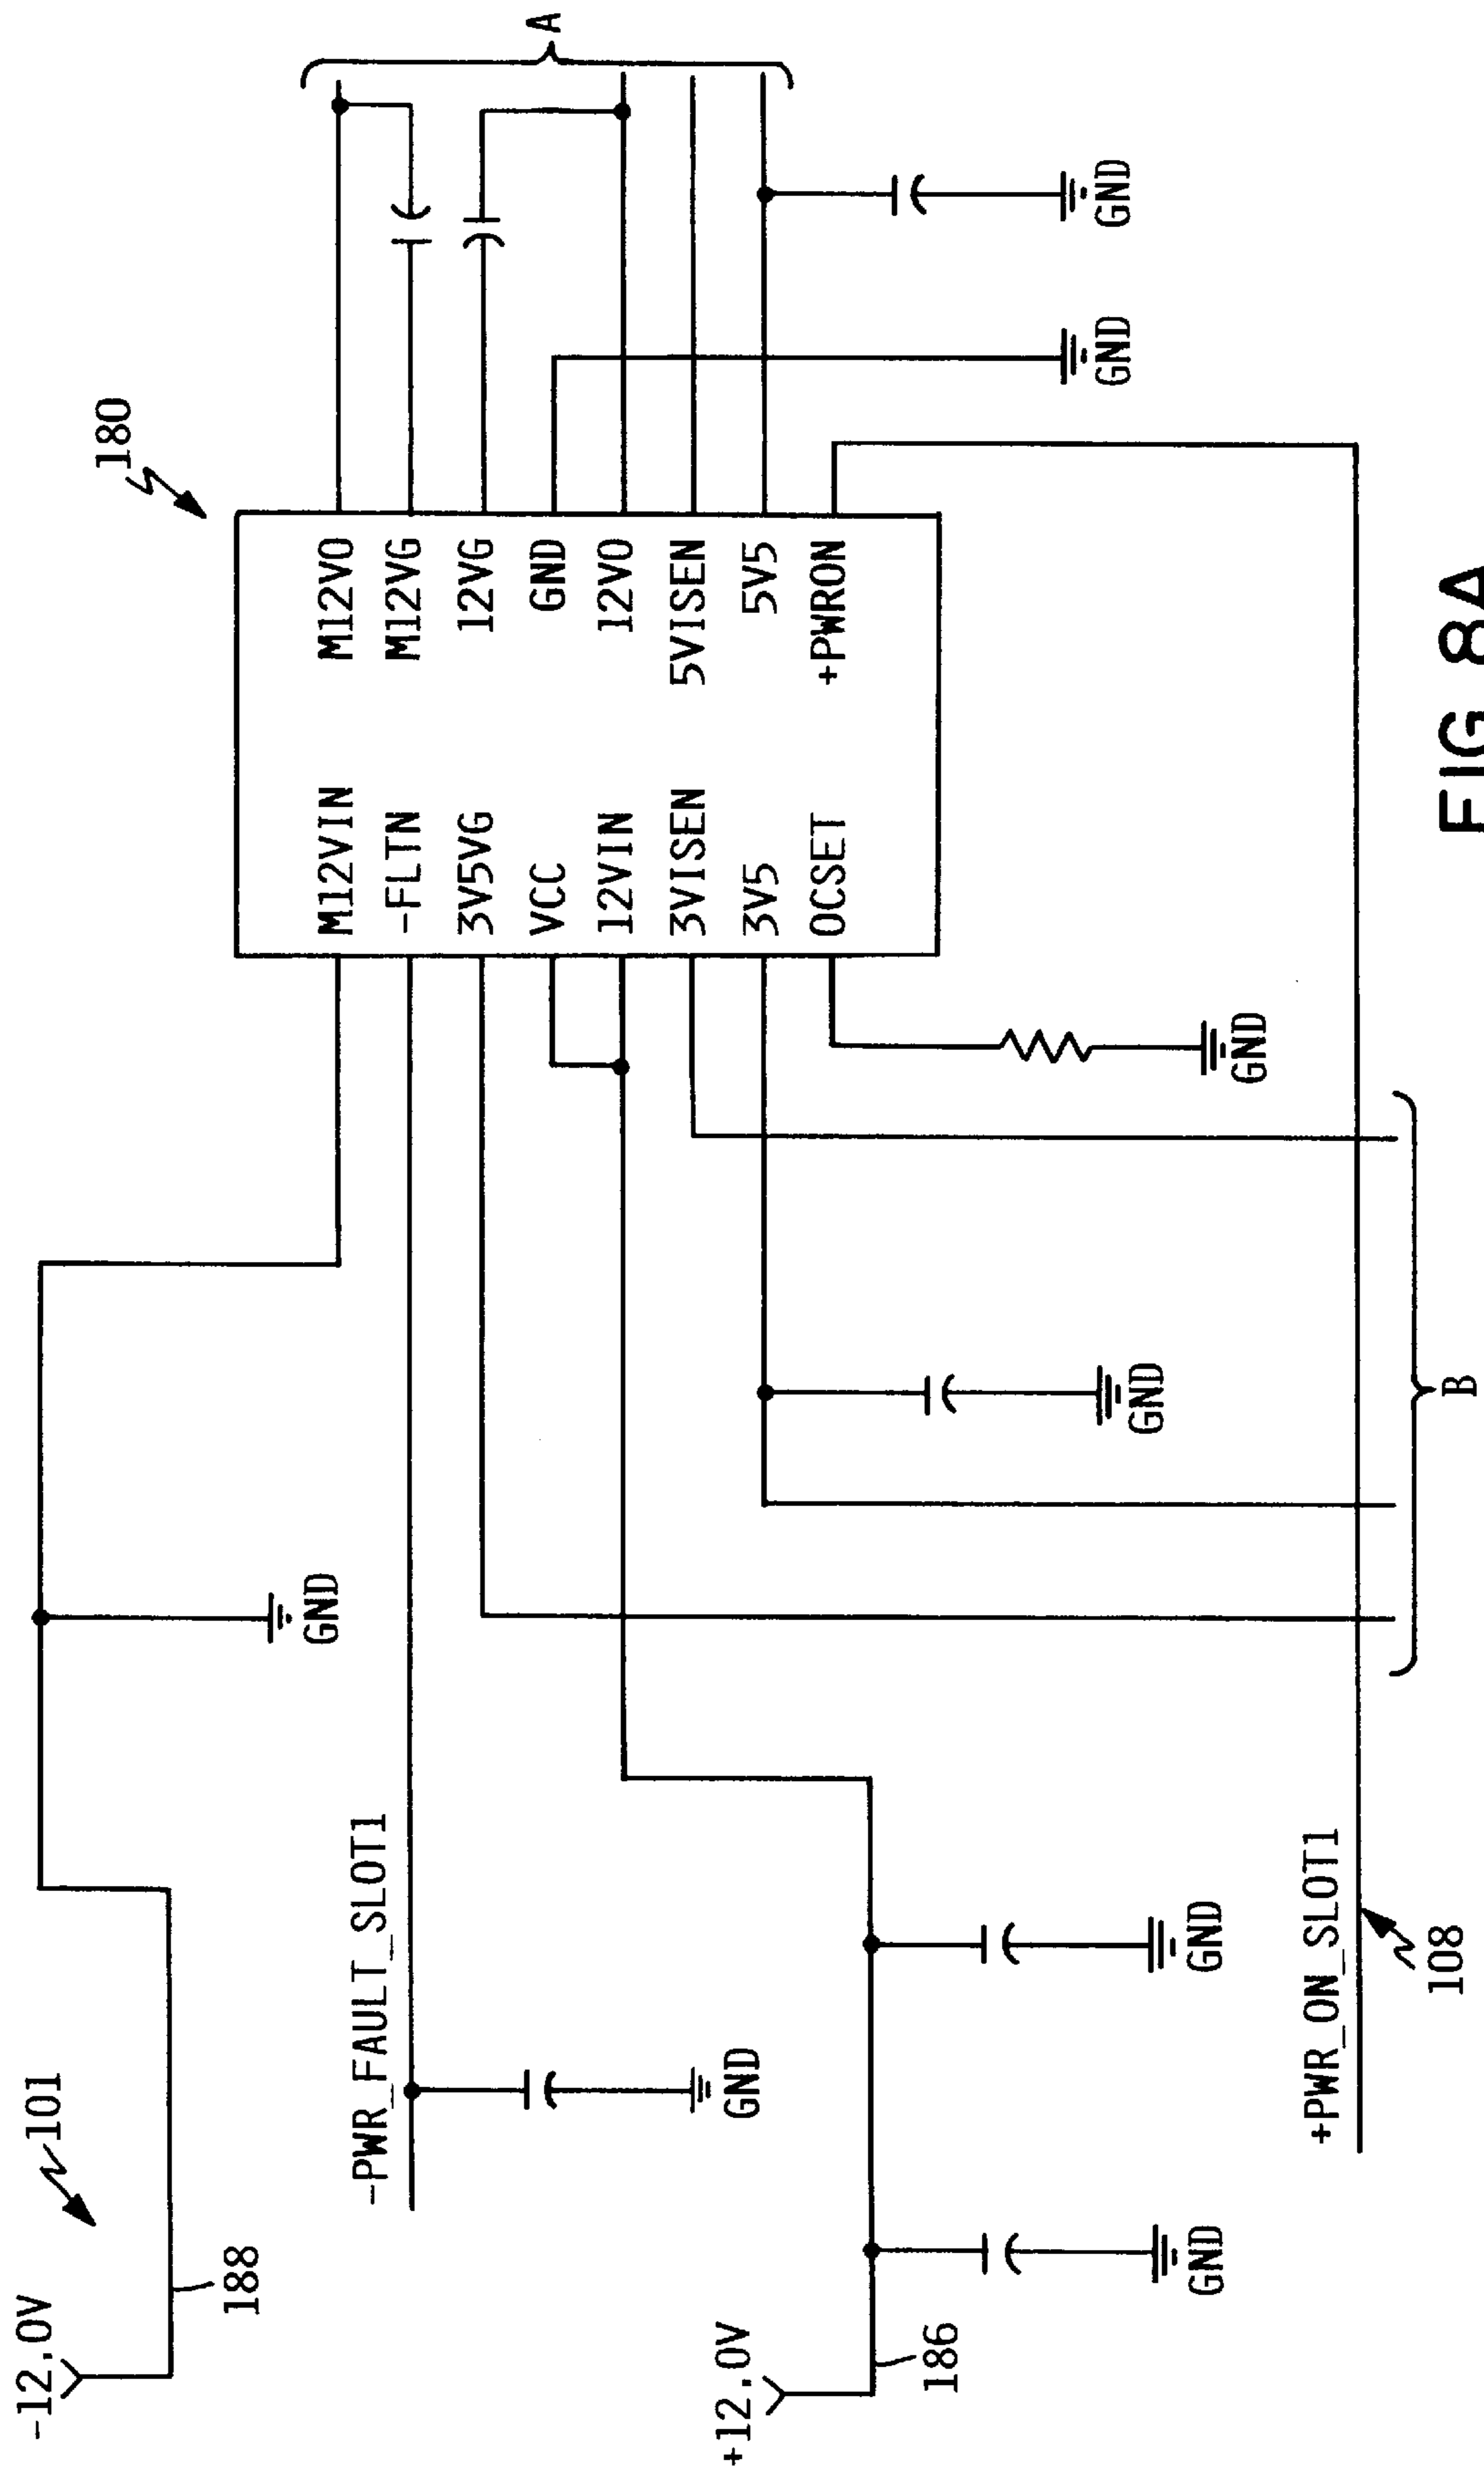 -12.0V
101
188
GND
180
-PWR_FAULT_SLOT1
GND
M12VIN
-FLTN
3V5VG
VCC
12VIN
3VISEN
3V5
OCSET
M12VO
M12VG
12VG
GND
12VO
5VISEN
5V5
+PWRON
A
+12.0V
186
GND
GND
GND
GND
GND
GND
+PWR_ON_SLOT1
108
B
FIG. 8A